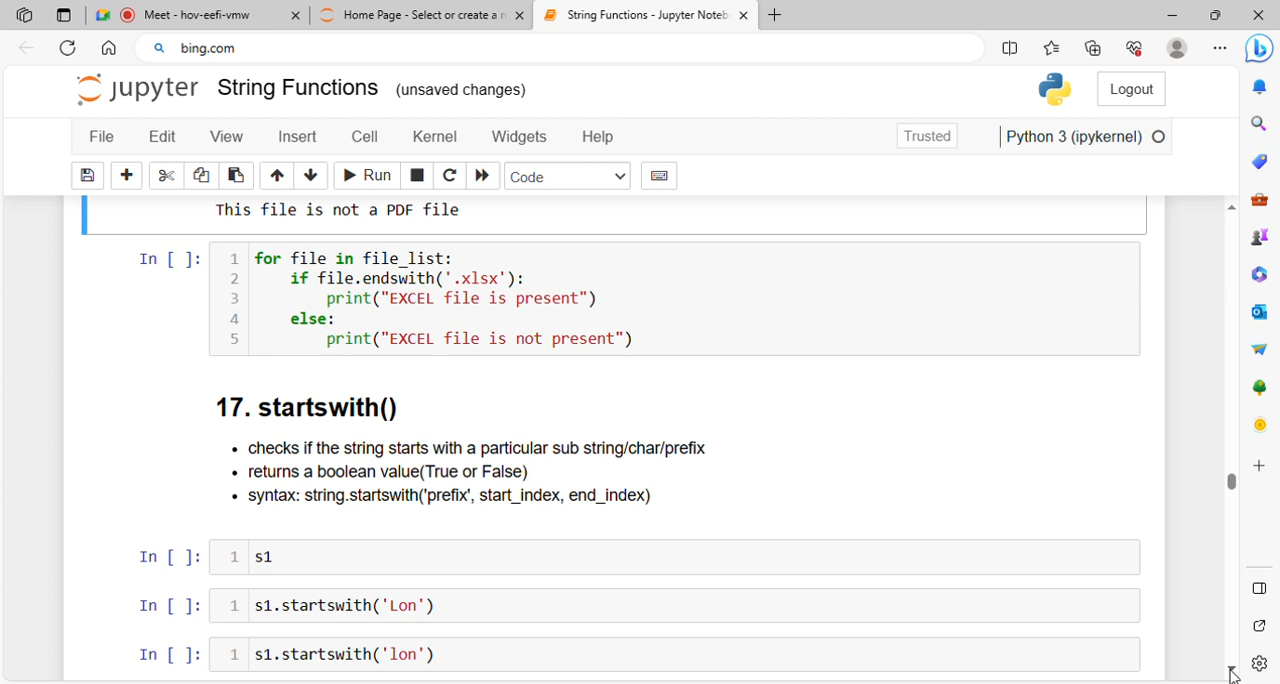 Meet - hov-eefi-vmw
Home Page - Select or create a n
String Functions - Jupyter Noteb
bing.com
jupyter String Functions (unsaved changes)
Logout
File Edit View Insert Cell Kernel Widgets Help
Trusted
Python 3 (ipykernel)
Run
Code
This file is not a PDF file
In [ ]:
1 for file in file_list:
2 if file.endswith('.xlsx'):
3 print("EXCEL file is present")
4 else:
5 print("EXCEL file is not present")
17. startswith()
• checks if the string starts with a particular sub string/char/prefix
• returns a boolean value(True or False)
• syntax: string.startswith('prefix', start_index, end_index)
In [ ]: 1 s1
In [ ]: 1 s1.startswith('Lon')
In [ ]: 1 s1.startswith('lon')